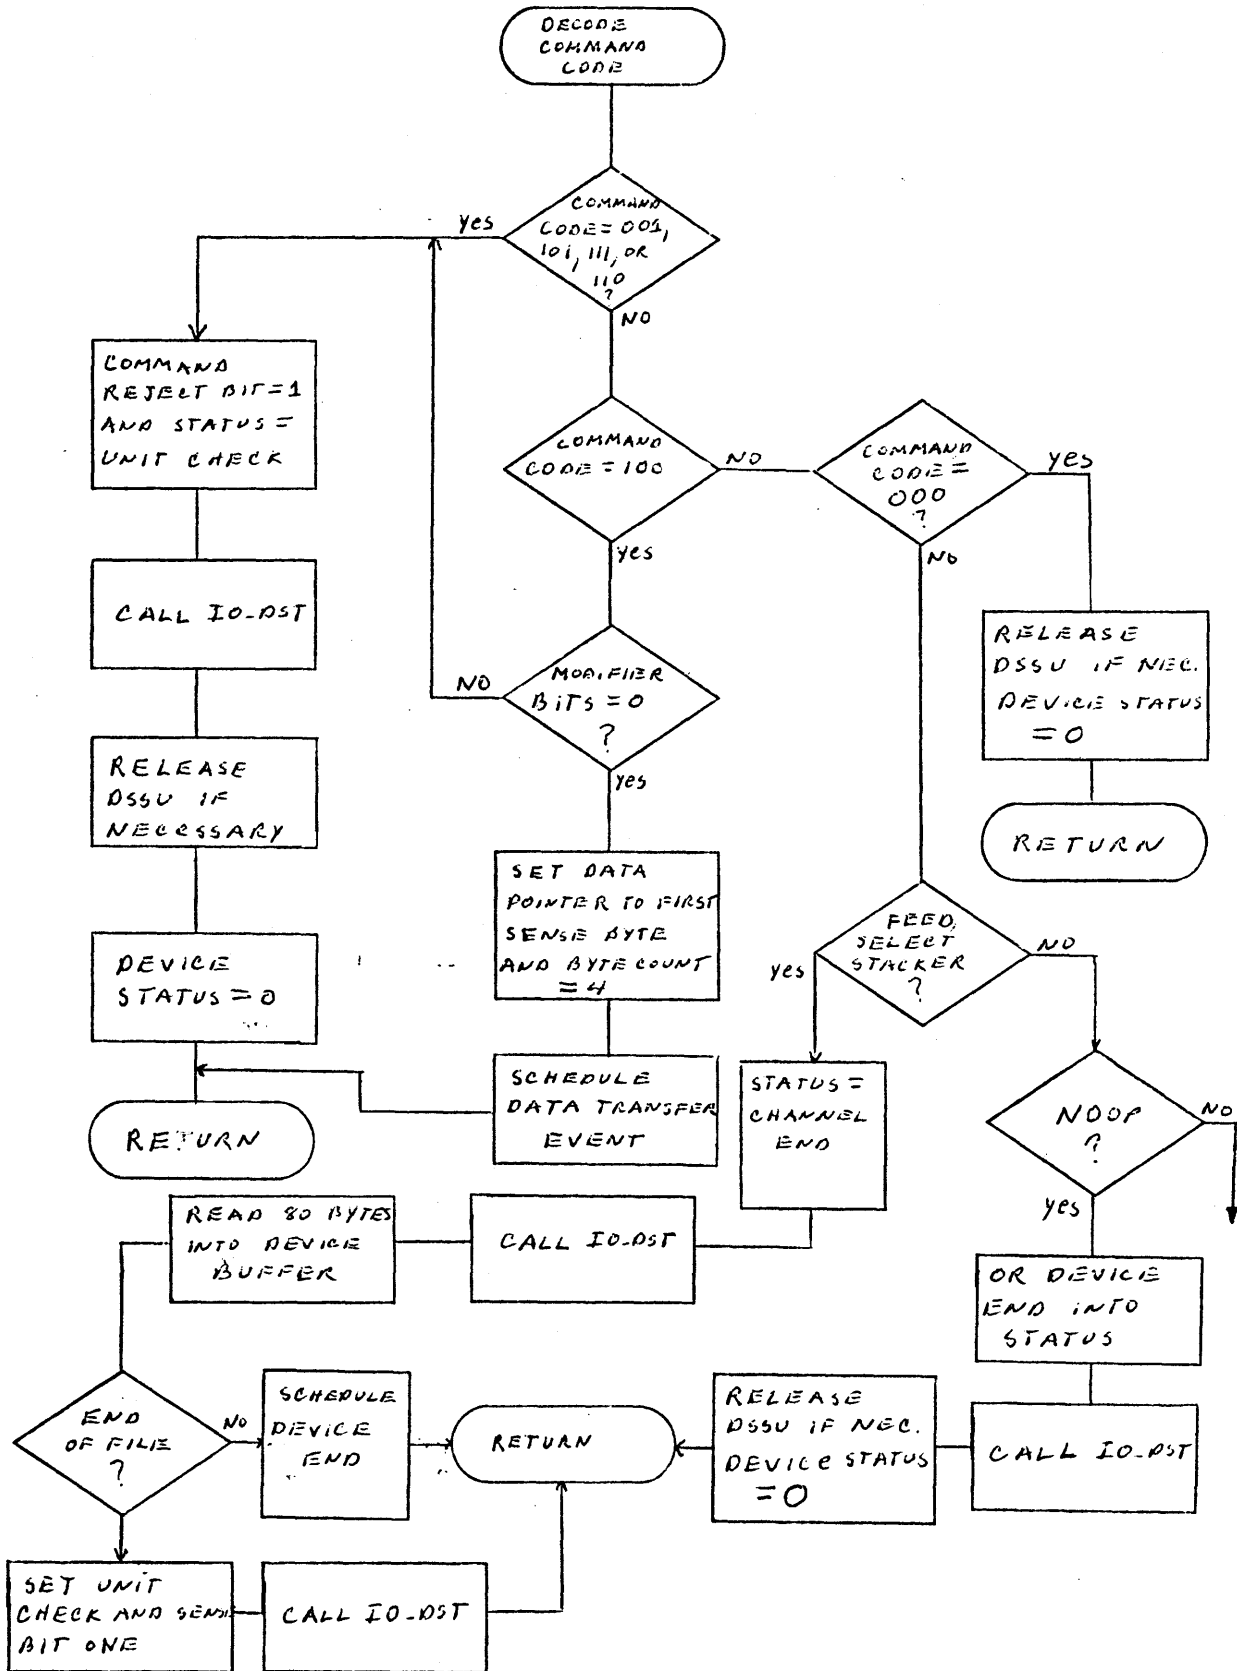 DECODE
COMMAND
CODE
COMMAND
CODE = 001,
101, 111, OR
110
?
yes
NO
COMMAND
REJECT BIT = 1
AND STATUS =
UNIT CHECK
COMMAND
CODE = 100
NO
yes
COMMAND
CODE =
000
?
yes
NO
CALL IO_DST
MODIFIER
BITS = 0
?
NO
yes
RELEASE
DSSU IF NEC.
DEVICE STATUS
= 0
RETURN
RELEASE
DSSU IF
NECESSARY
SET DATA
POINTER TO FIRST
SENSE BYTE
AND BYTE COUNT
= 4
FEED,
SELECT
STACKER
?
yes
NO
DEVICE
STATUS = 0
SCHEDULE
DATA TRANSFER
EVENT
STATUS =
CHANNEL
END
NOOP
?
NO
yes
RETURN
READ 80 BYTES
INTO DEVICE
BUFFER
CALL IO_DST
OR DEVICE
END INTO
STATUS
END
OF FILE
?
NO
SCHEDULE
DEVICE
END
RETURN
RELEASE
DSSU IF NEC.
DEVICE STATUS
= 0
CALL IO_DST
SET UNIT
CHECK AND SENSE
BIT ONE
CALL IO_DST